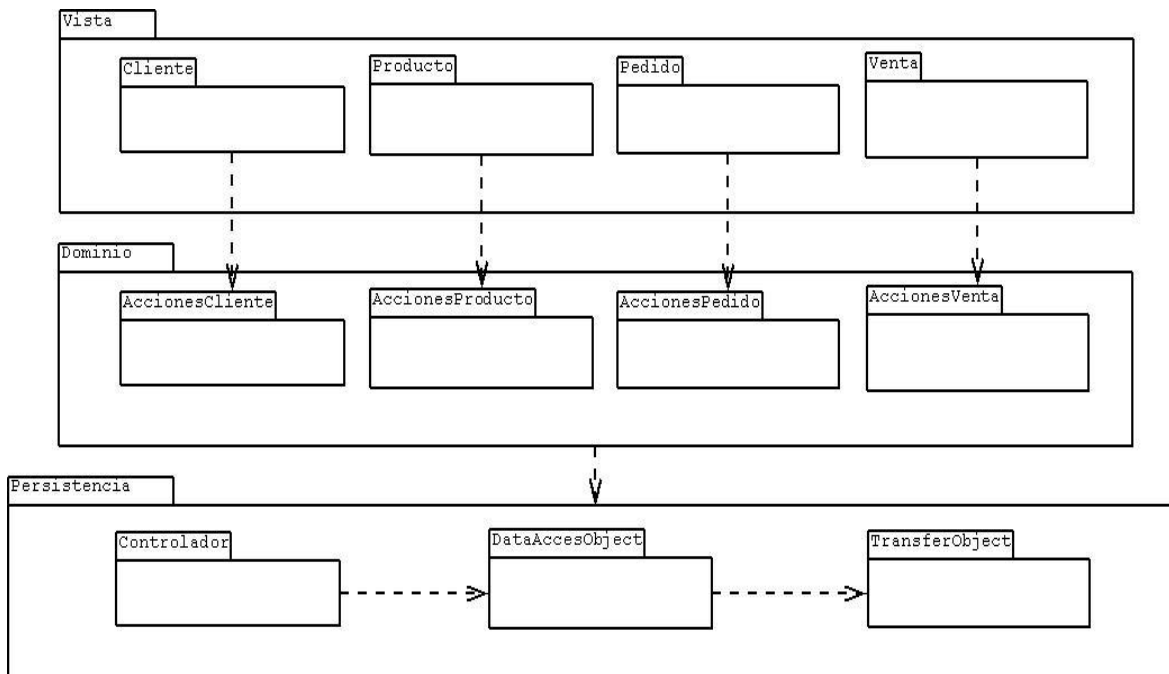 Vista
Cliente
Producto
Pedido
Venta
Dominio
AccionesCliente
AccionesProducto
AccionesPedido
AccionesVenta
Persistencia
Controlador
DataAccesObject
TransferObject